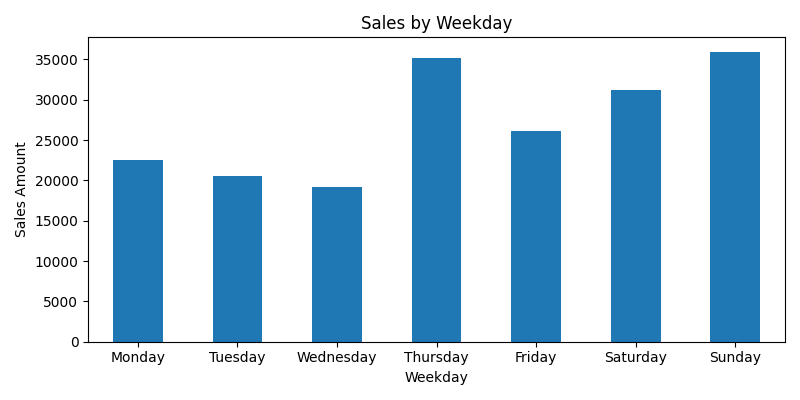 Sales by Weekday
Sales Amount
35000
30000
25000
20000
15000
10000
5000
0
Monday Tuesday Wednesday Thursday Friday Saturday Sunday
Weekday